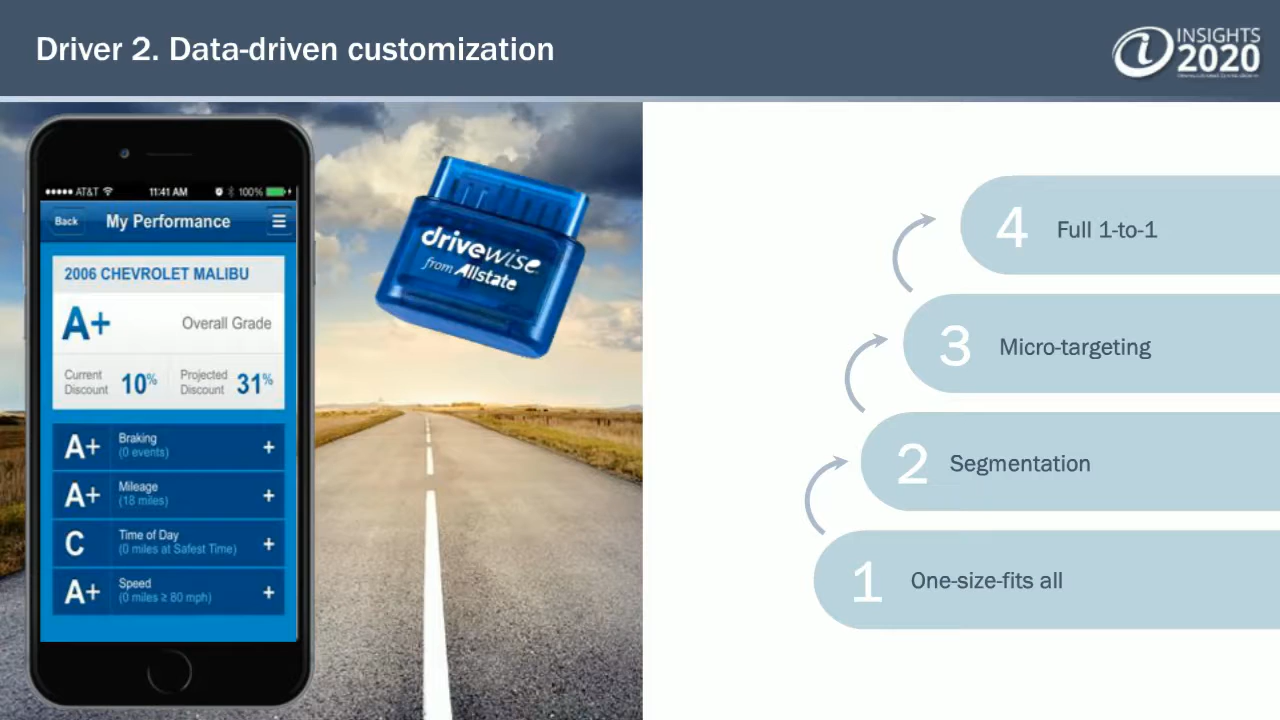 Driver 2. Data-driven customization
INSIGHTS
2020
AT&T
11:41 AM
100%
Back
My Performance
2006 CHEVROLET MALIBU
A+
Overall Grade
Current
Discount
10%
Projected
Discount
31%
A+
Braking
(0 events)
+
A+
Mileage
(18 miles)
+
C
Time of Day
(0 miles at Safest Time)
+
A+
Speed
(0 miles ≥ 80 mph)
+
drivewise
from Allstate
4 Full 1-to-1
3 Micro-targeting
2 Segmentation
1 One-size-fits all